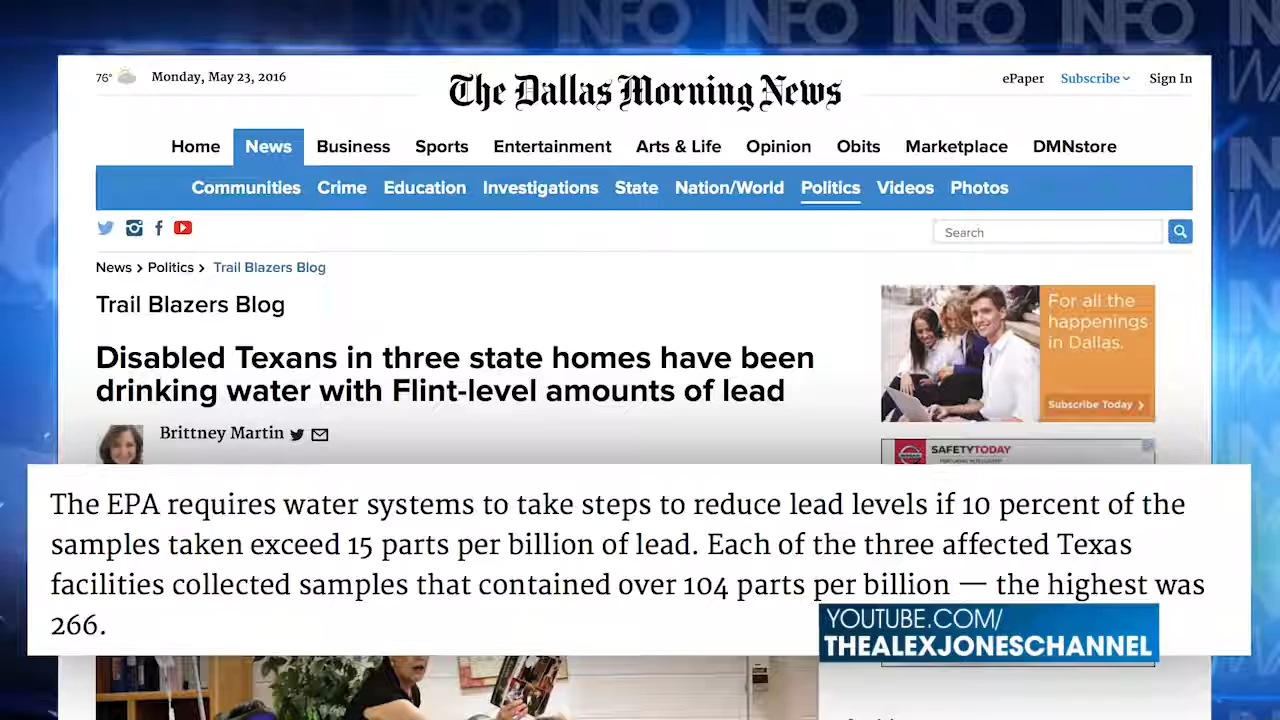 76° Monday, May 23, 2016
The Dallas Morning News
ePaper Subscribe Sign In
Home News Business Sports Entertainment Arts & Life Opinion Obits Marketplace DMNstore
Communities Crime Education Investigations State Nation/World Politics Videos Photos
Search
News > Politics > Trail Blazers Blog
Trail Blazers Blog
Disabled Texans in three state homes have been
drinking water with Flint-level amounts of lead
Brittney Martin
For all the
happenings
in Dallas.
Subscribe Today >
SAFETYTODAY
The EPA requires water systems to take steps to reduce lead levels if 10 percent of the
samples taken exceed 15 parts per billion of lead. Each of the three affected Texas
facilities collected samples that contained over 104 parts per billion — the highest was
266.
YOUTUBE.COM/
THEALEXJONESCHANNEL
INFO INFO INFO INFO